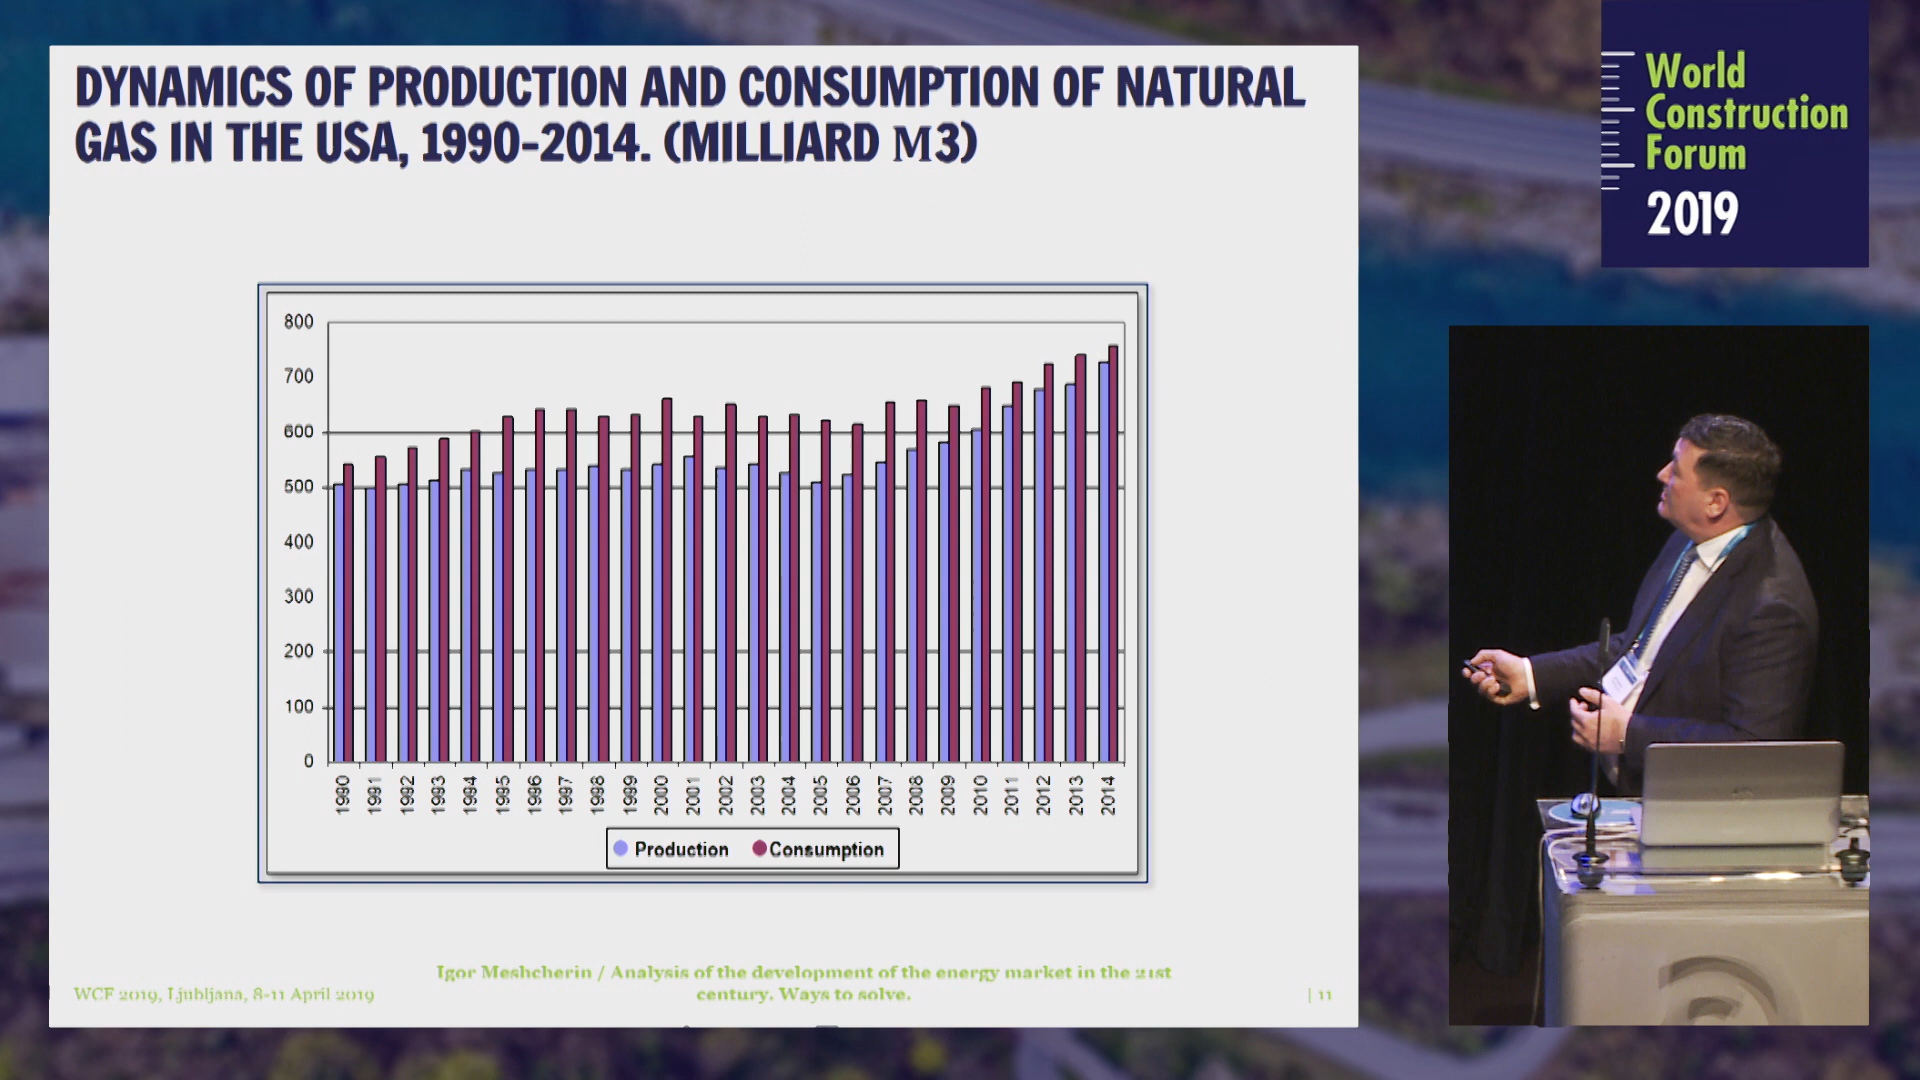 DYNAMICS OF PRODUCTION AND CONSUMPTION OF NATURAL
GAS IN THE USA, 1990-2014. (MILLIARD М3)
World
Construction
Forum
2019
800
700
600
500
400
300
200
100
0
1990 1991 1992 1993 1994 1995 1996 1997 1998 1999 2000 2001 2002 2003 2004 2005 2006 2007 2008 2009 2010 2011 2012 2013 2014
Production Consumption
Igor Meshcherin / Analysis of the development of the energy market in the 21st
century. Ways to solve.
WCF 2019, Ljubljana, 8-11 April 2019
| 11